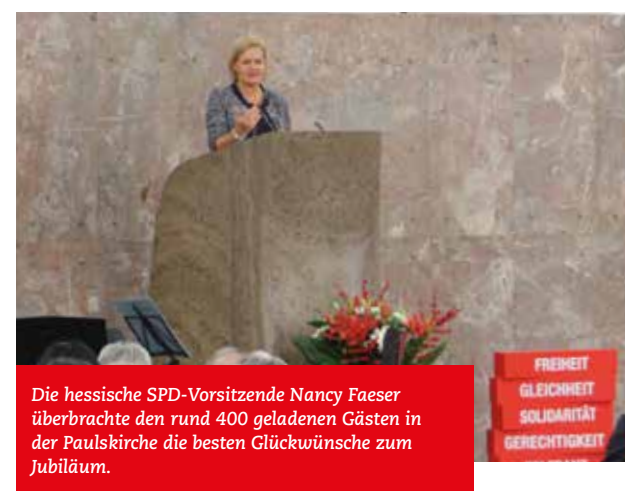 FREIHEIT
GLEICHHEIT
SOLIDARITÄT
GERECHTIGKEIT
Die hessische SPD-Vorsitzende Nancy Faeser
überbrachte den rund 400 geladenen Gästen in
der Paulskirche die besten Glückwünsche zum
Jubiläum.